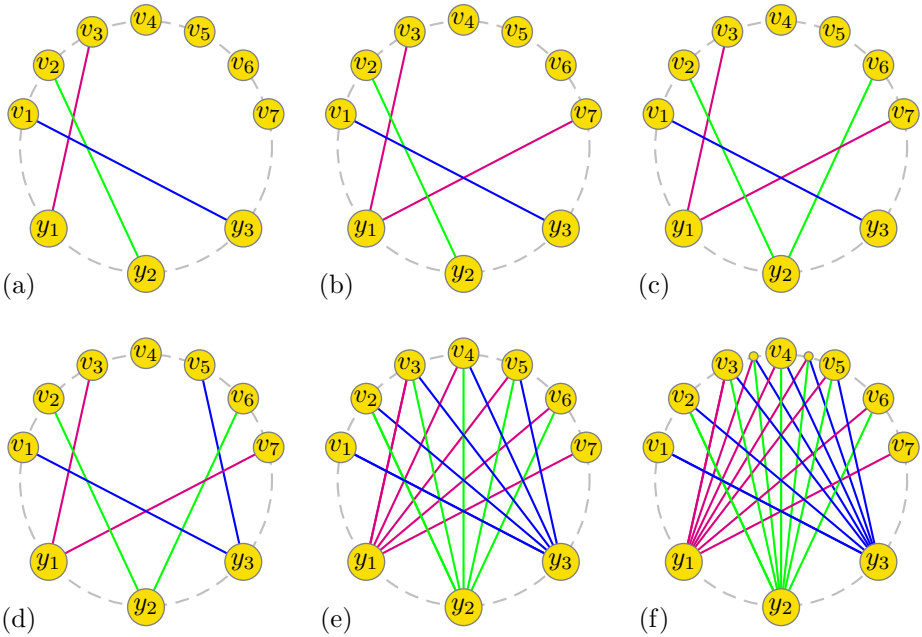 v₄
v₃ v₅
v₂ v₆
v₁ v₇
y₁ y₃
y₂
(a)
v₄
v₃ v₅
v₂ v₆
v₁ v₇
y₁ y₃
y₂
(b)
v₄
v₃ v₅
v₂ v₆
v₁ v₇
y₁ y₃
y₂
(c)
v₄
v₃ v₅
v₂ v₆
v₁ v₇
y₁ y₃
y₂
(d)
v₄
v₃ v₅
v₂ v₆
v₁ v₇
y₁ y₃
y₂
(e)
v₄
v₃ v₅
v₂ v₆
v₁ v₇
y₁ y₃
y₂
(f)